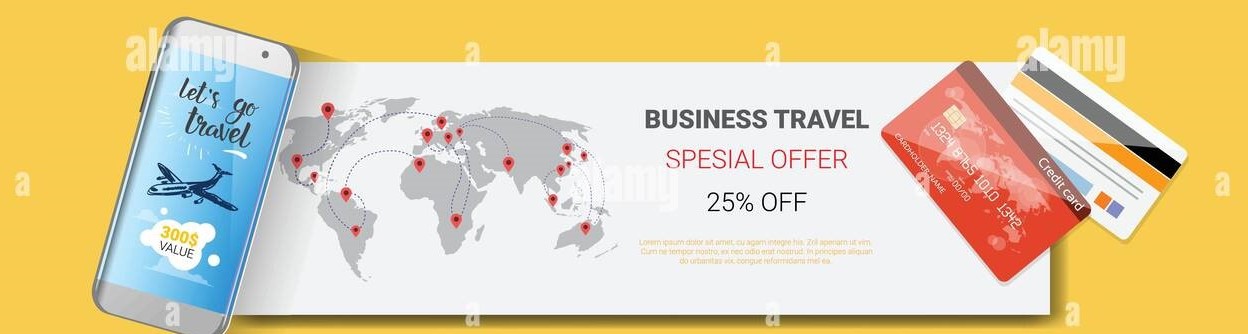 alamy
alamy
a
a
let's go
travel
300$
VALUE
BUSINESS TRAVEL
SPESIAL OFFER
25% OFF
Lorem ipsum dolor sit amet, cu agam integre his. Zril aperiam ut vim.
Cum ne tempor nostro, ex nec odio erat nostrud. In principes aliquan
do urbanitas vix. congue reformidans mel ea.
1324 8165 1010 1342
CARDHOLDER NAME
00/00
Credit card
a
alamy
a
a
a
a
a